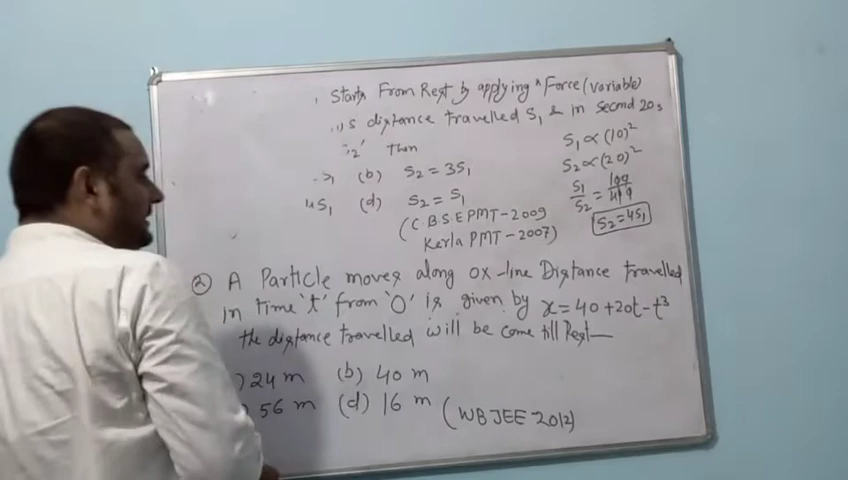 Starts From Rest by applying a Force (variable)
s distance travelled S₁ & in second 20s
2' Then
S₁ ∝ (10)²
(b) S₂ = 3S₁
S₂ ∝ (20)²
4S₁ (d) S₂ = S₁
S₁/S₂ = 100/400
(C.B.S.E PMT-2009
S₂ = 4S₁
Kerla PMT-2007)
② A Particle moves along ox-line Distance travelled
in time 't' from 'O' is given by x = 40 + 20t - t³
the distance travelled will be come till Rest—
) 24 m (b) 40 m
) 56 m (d) 16 m (WBJEE-2012)